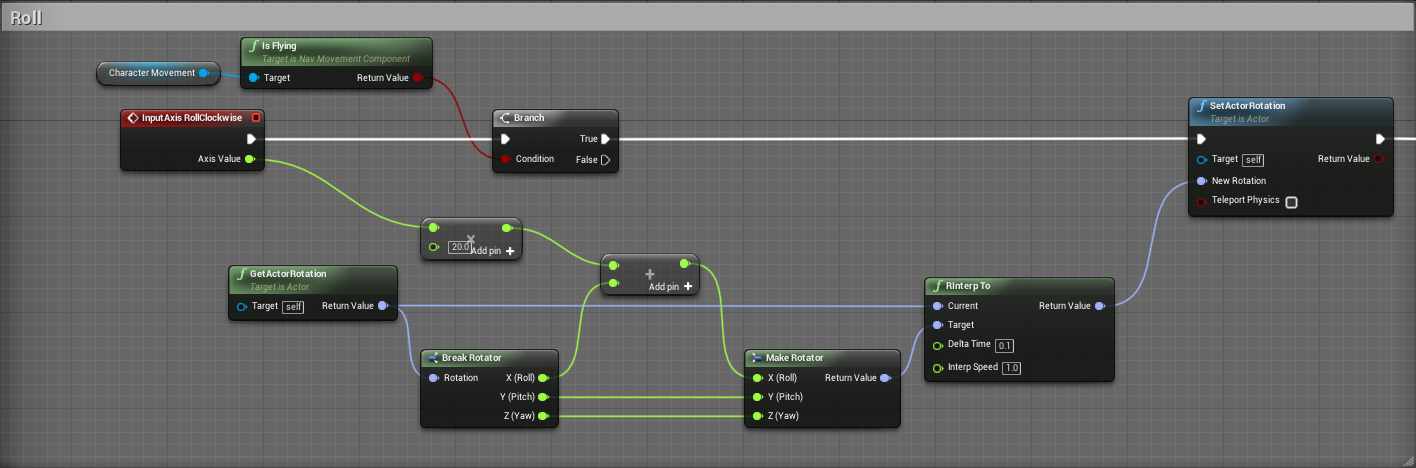 Roll
Is Flying
Target is Nav Movement Component
Character Movement
Target
Return Value
InputAxis RollClockwise
Axis Value
Branch
True
Condition
False
SetActorRotation
Target is Actor
Target self
Return Value
New Rotation
Teleport Physics
20.0
Add pin
GetActorRotation
Target is Actor
Target self
Return Value
Add pin
RInterp To
Current
Return Value
Target
Delta Time 0.1
Interp Speed 1.0
Break Rotator
Rotation
X (Roll)
Y (Pitch)
Z (Yaw)
Make Rotator
X (Roll)
Return Value
Y (Pitch)
Z (Yaw)